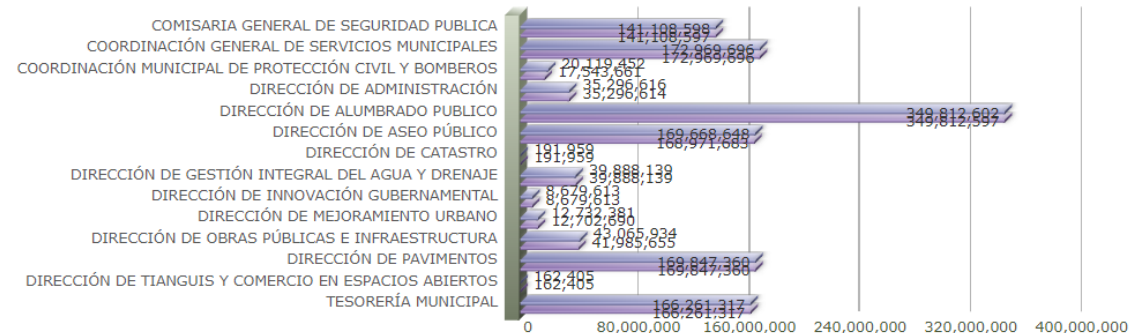 COMISARIA GENERAL DE SEGURIDAD PUBLICA 141,108,598
141,108,597
COORDINACIÓN GENERAL DE SERVICIOS MUNICIPALES 172,969,696
172,969,696
COORDINACIÓN MUNICIPAL DE PROTECCIÓN CIVIL Y BOMBEROS 20,119,452
17,543,661
DIRECCIÓN DE ADMINISTRACIÓN 35,296,616
35,296,614
DIRECCIÓN DE ALUMBRADO PUBLICO 349,812,602
349,812,597
DIRECCIÓN DE ASEO PÚBLICO 169,668,648
168,971,683
DIRECCIÓN DE CATASTRO 191,959
191,959
DIRECCIÓN DE GESTIÓN INTEGRAL DEL AGUA Y DRENAJE 39,888,139
39,888,139
DIRECCIÓN DE INNOVACIÓN GUBERNAMENTAL 8,679,613
8,679,613
DIRECCIÓN DE MEJORAMIENTO URBANO 12,732,381
12,702,690
DIRECCIÓN DE OBRAS PÚBLICAS E INFRAESTRUCTURA 43,065,934
41,985,655
DIRECCIÓN DE PAVIMENTOS 169,847,360
169,847,360
DIRECCIÓN DE TIANGUIS Y COMERCIO EN ESPACIOS ABIERTOS 162,405
162,405
TESORERÍA MUNICIPAL 166,261,317
166,261,317
0 80,000,000 160,000,000 240,000,000 320,000,000 400,000,000